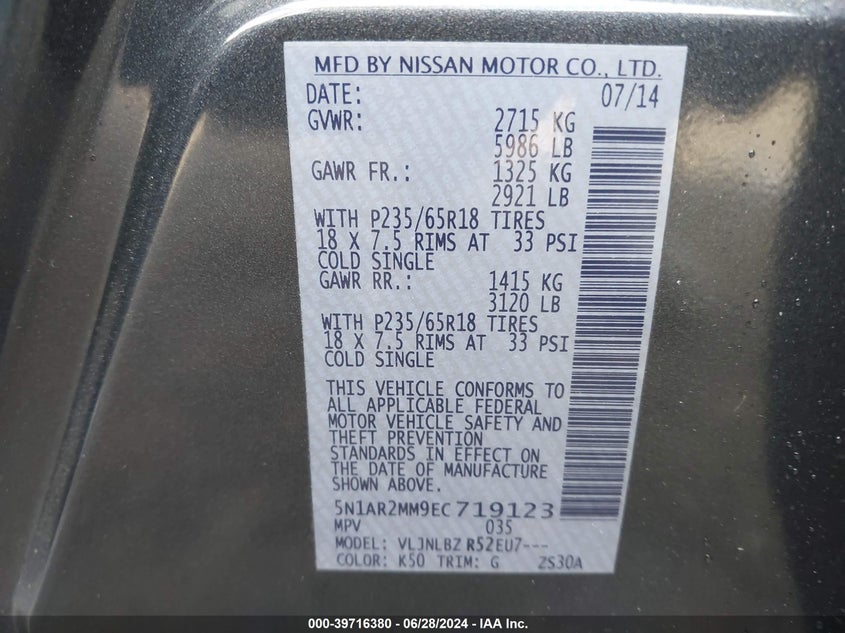 MFD BY NISSAN MOTOR CO., LTD.
DATE: 07/14
GVWR: 2715 KG
5986 LB
GAWR FR.: 1325 KG
2921 LB
WITH P235/65R18 TIRES
18 X 7.5 RIMS AT 33 PSI
COLD SINGLE
GAWR RR.: 1415 KG
3120 LB
WITH P235/65R18 TIRES
18 X 7.5 RIMS AT 33 PSI
COLD SINGLE
THIS VEHICLE CONFORMS TO
ALL APPLICABLE FEDERAL
MOTOR VEHICLE SAFETY AND
THEFT PREVENTION
STANDARDS IN EFFECT ON
THE DATE OF MANUFACTURE
SHOWN ABOVE.
5N1AR2MM9EC719123
MPV 035
MODEL: VLJNLBZ R52EU7---
COLOR: K50 TRIM: G ZS30A
000-39716380 - 06/28/2024 - IAA Inc.